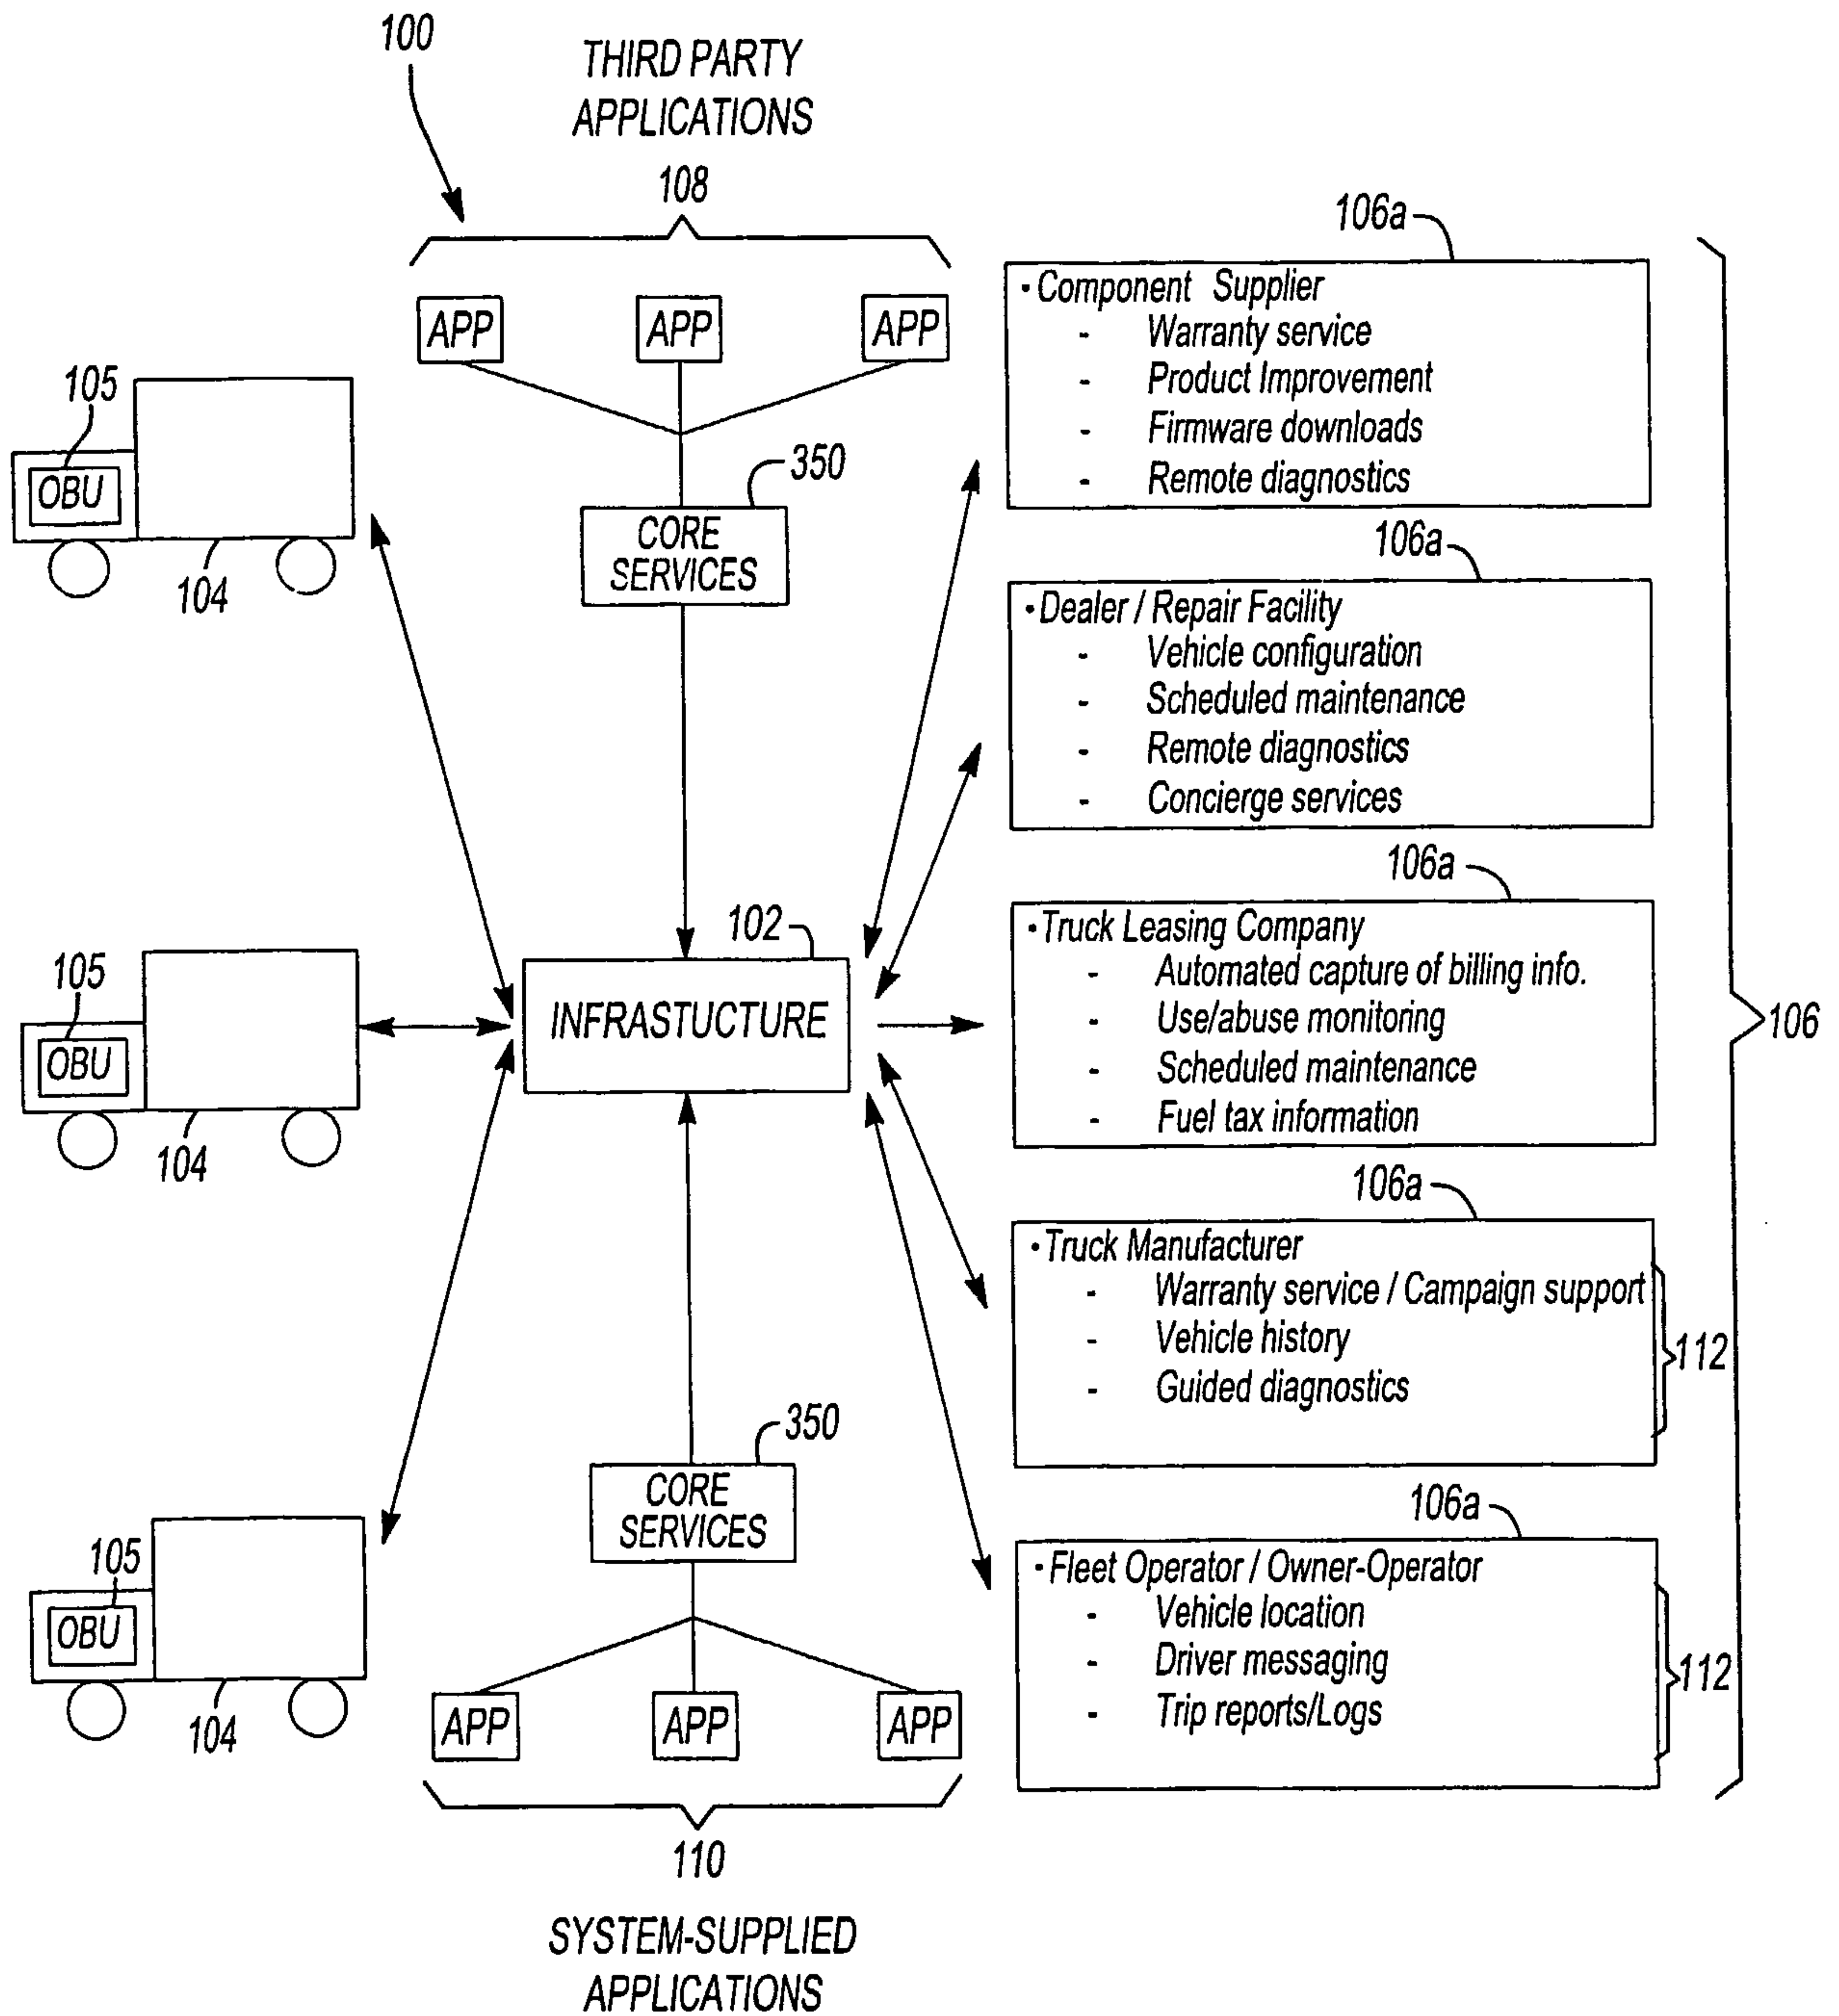 100
THIRD PARTY
APPLICATIONS
108
APP
APP
APP
350
CORE
SERVICES
105
OBU
104
105
OBU
104
102
INFRASTUCTURE
105
OBU
104
350
CORE
SERVICES
APP
APP
APP
110
SYSTEM-SUPPLIED
APPLICATIONS
106a
• Component Supplier
- Warranty service
- Product Improvement
- Firmware downloads
- Remote diagnostics
106a
• Dealer / Repair Facility
- Vehicle configuration
- Scheduled maintenance
- Remote diagnostics
- Concierge services
106a
• Truck Leasing Company
- Automated capture of billing info.
- Use/abuse monitoring
- Scheduled maintenance
- Fuel tax information
106a
• Truck Manufacturer
- Warranty service / Campaign support
- Vehicle history
- Guided diagnostics
112
106a
• Fleet Operator / Owner-Operator
- Vehicle location
- Driver messaging
- Trip reports/Logs
112
106